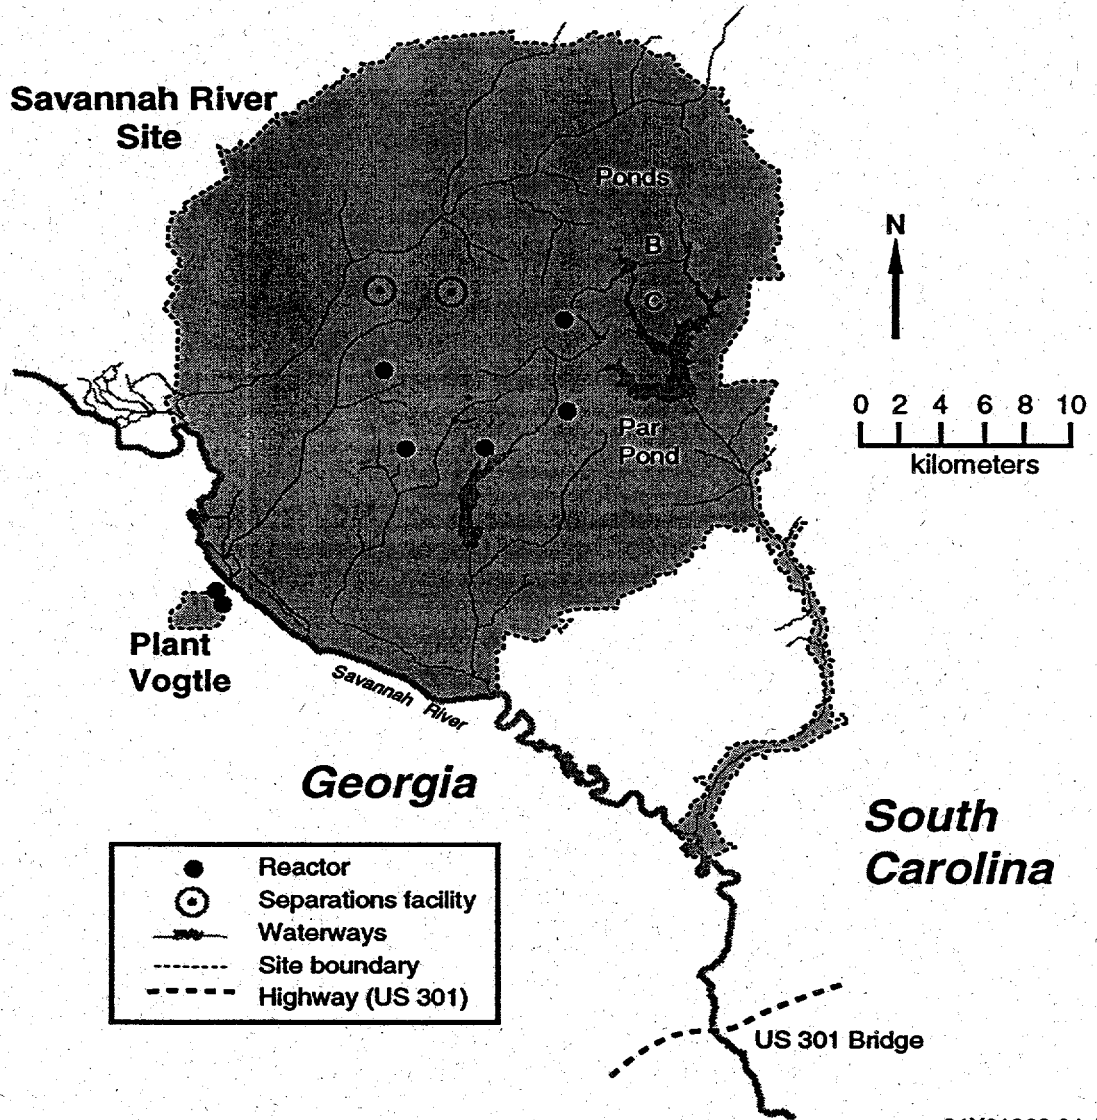 Savannah River
Site
Ponds
B
C
N
0 2 4 6 8 10
kilometers
Par
Pond
Plant
Vogtle
Savannah River
Georgia
South
Carolina
Reactor
Separations facility
Waterways
Site boundary
Highway (US 301)
US 301 Bridge